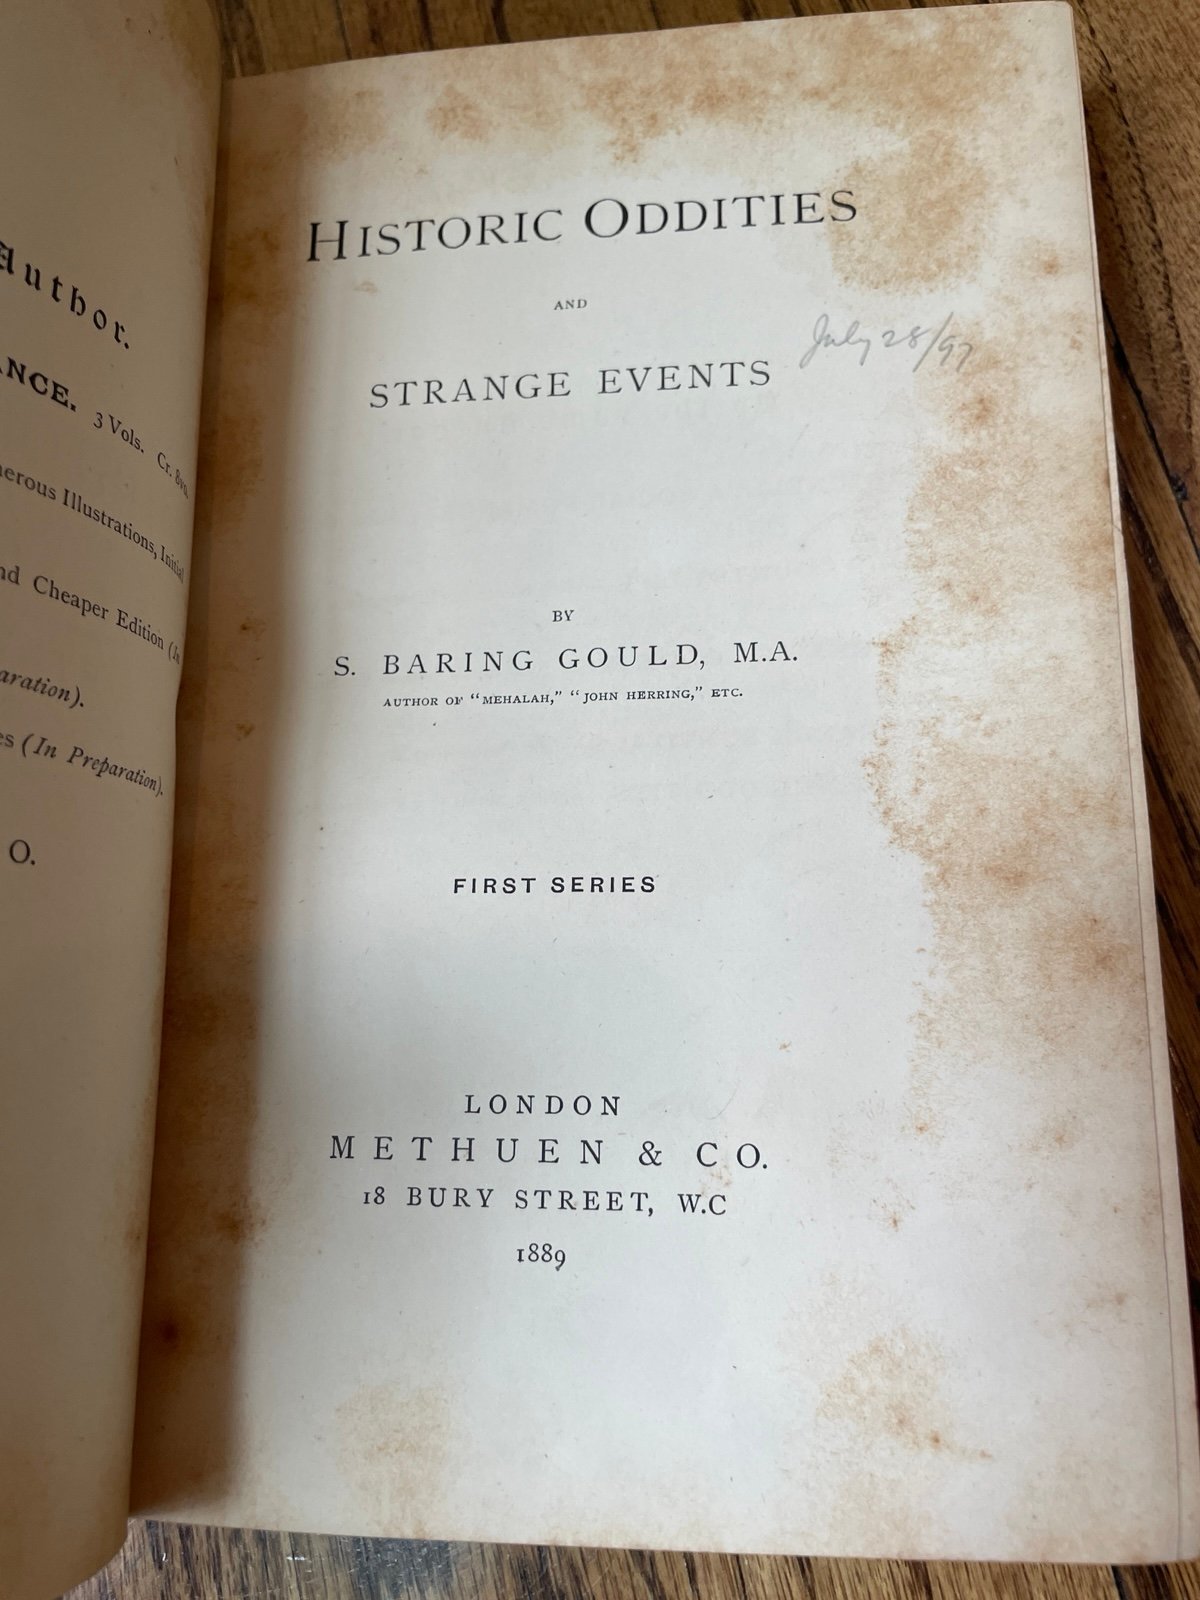 Author.
ANCE. 3 Vols. Cr. 8vo.
nerous Illustrations, Initial
nd Cheaper Edition (In
aration).
es (In Preparation).
O.
HISTORIC ODDITIES
AND
STRANGE EVENTS
July 28/97
BY
S. BARING GOULD, M.A.
AUTHOR OF "MEHALAH," "JOHN HERRING," ETC.
FIRST SERIES
LONDON
METHUEN & CO.
18 BURY STREET, W.C
1889